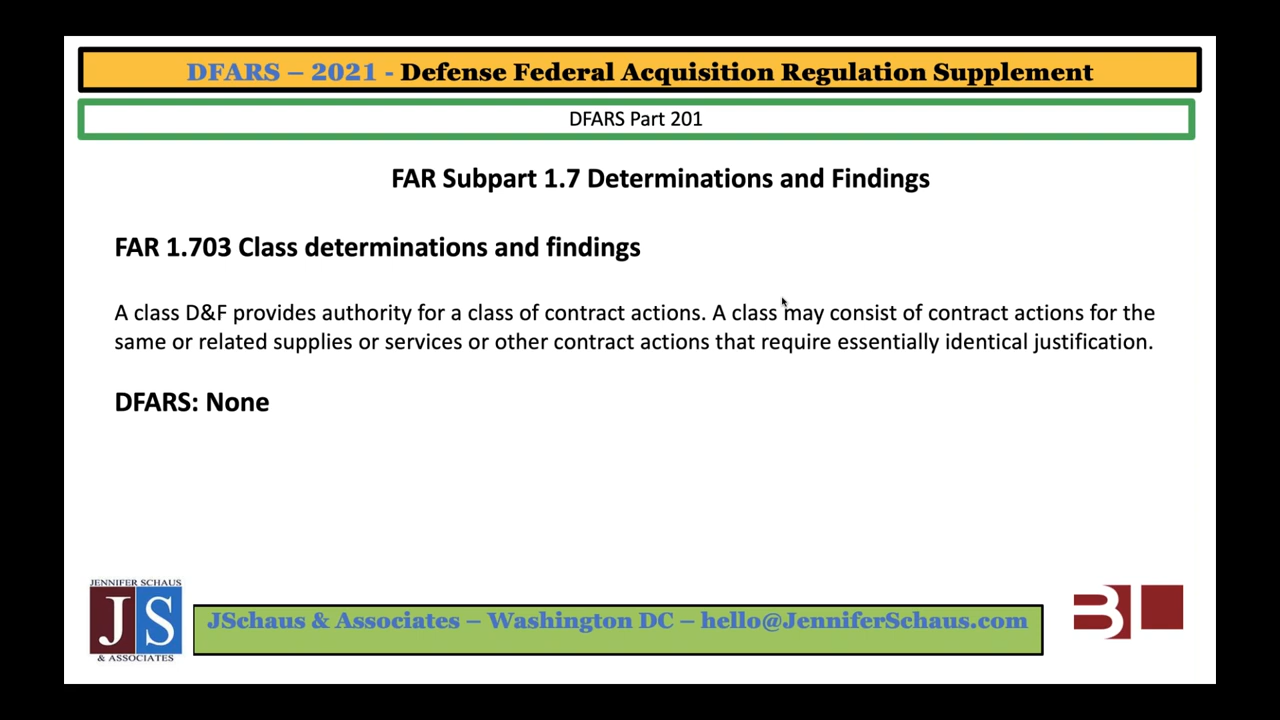 DFARS – 2021 - Defense Federal Acquisition Regulation Supplement
DFARS Part 201
FAR Subpart 1.7 Determinations and Findings
FAR 1.703 Class determinations and findings
A class D&F provides authority for a class of contract actions. A class may consist of contract actions for the
same or related supplies or services or other contract actions that require essentially identical justification.
DFARS: None
JENNIFER SCHAUS
JS
& ASSOCIATES
JSchaus & Associates – Washington DC – hello@JenniferSchaus.com
B